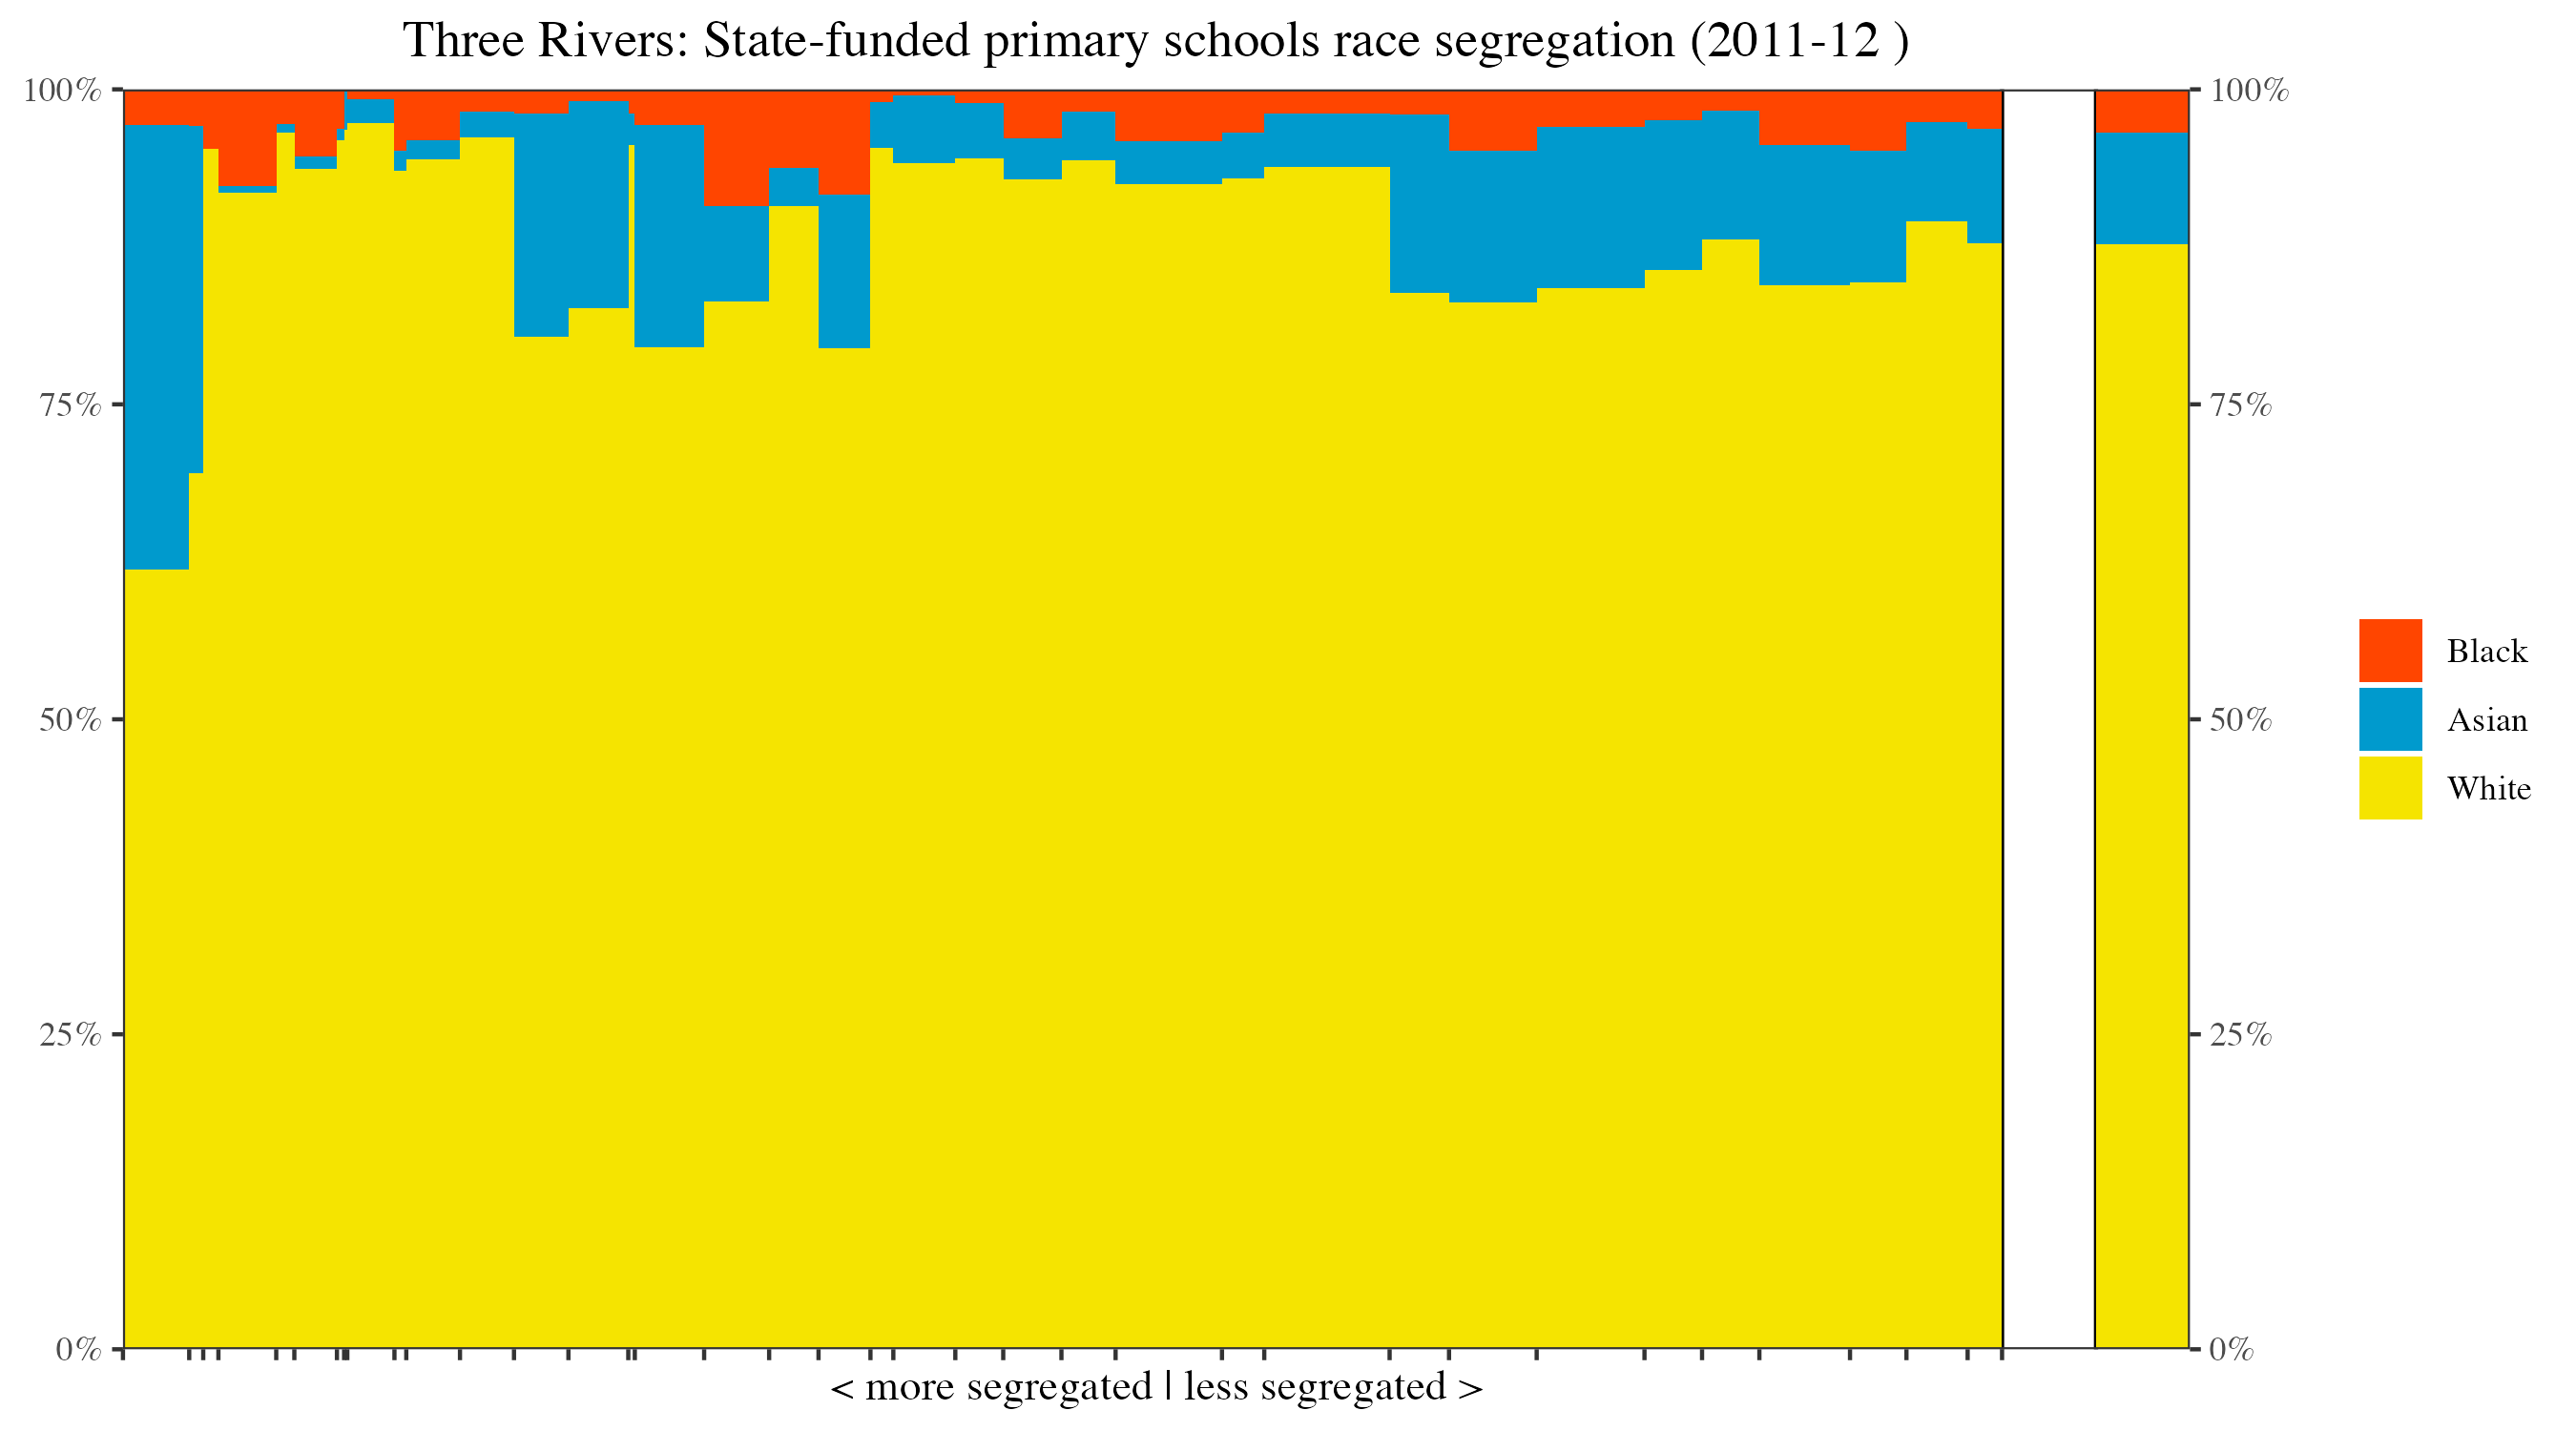 Three Rivers: State-funded primary schools race segregation (2011-12 )
100%
100%
75%
75%
50%
50%
25%
25%
0%
0%
Black
Asian
White
< more segregated | less segregated >